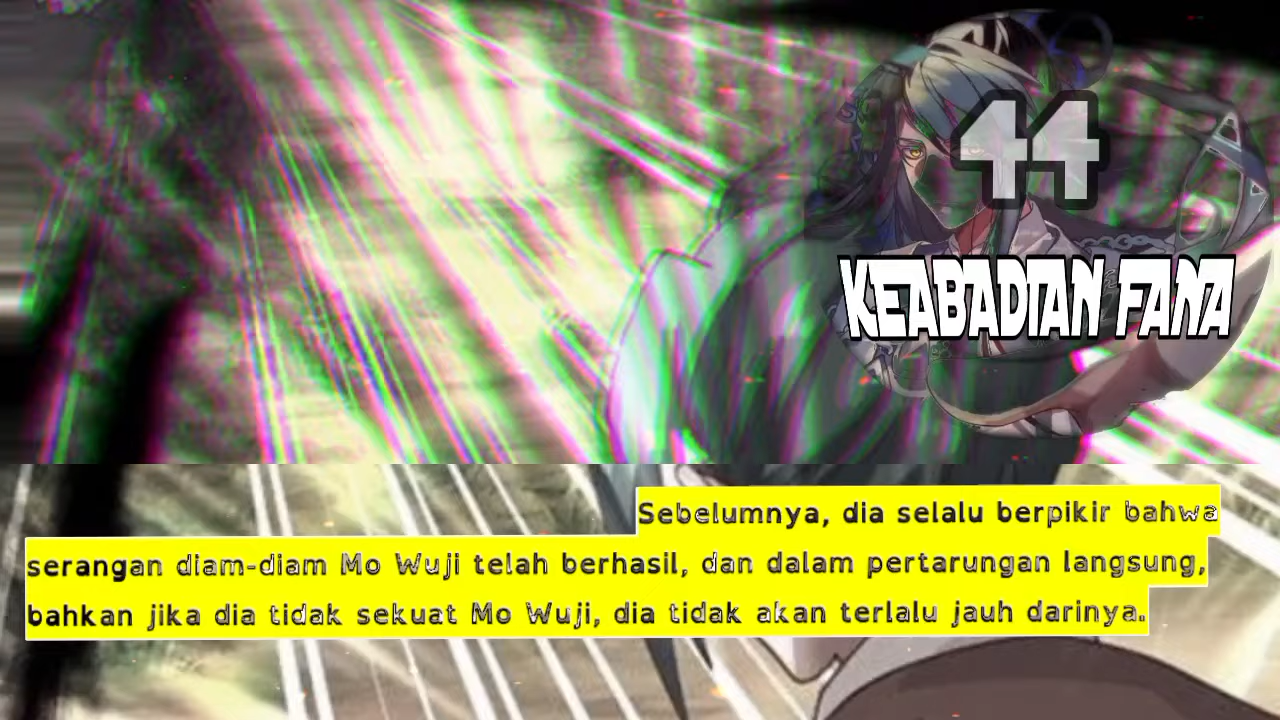 44
KEABADIAN FANA
Sebelumnya, dia selalu berpikir bahwa
serangan diam-diam Mo Wuji telah berhasil, dan dalam pertarungan langsung,
bahkan jika dia tidak sekuat Mo Wuji, dia tidak akan terlalu jauh darinya.